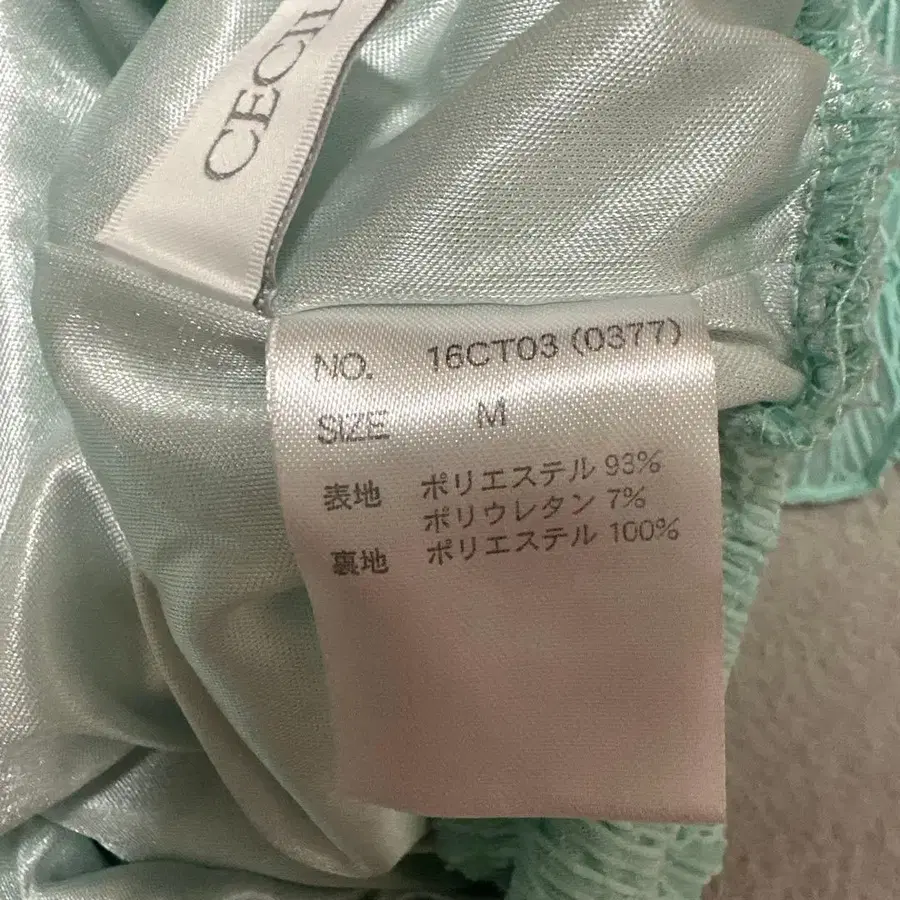 CECIL
NO. 16CT03 (0377)
SIZE M
表地 ポリエステル 93%
ポリウレタン 7%
裏地 ポリエステル 100%